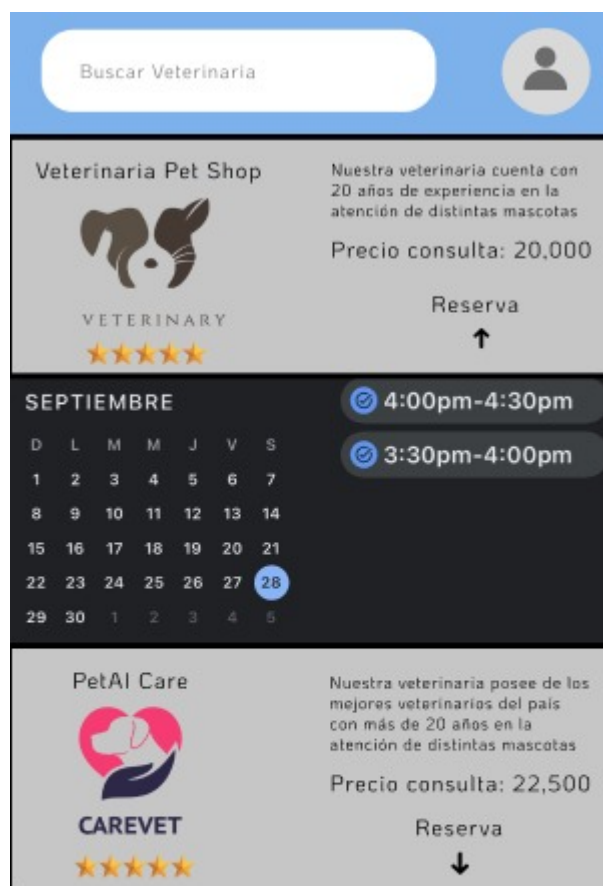 Buscar Veterinaria
Veterinaria Pet Shop
VETERINARY
Nuestra veterinaria cuenta con
20 años de experiencia en la
atención de distintas mascotas
Precio consulta: 20,000
Reserva
SEPTIEMBRE
D L M M J V S
1 2 3 4 5 6 7
8 9 10 11 12 13 14
15 16 17 18 19 20 21
22 23 24 25 26 27 28
29 30 1 2 3 4 5
4:00pm-4:30pm
3:30pm-4:00pm
PetAI Care
CAREVET
Nuestra veterinaria posee de los
mejores veterinarios del país
con más de 20 años en la
atención de distintas mascotas
Precio consulta: 22,500
Reserva